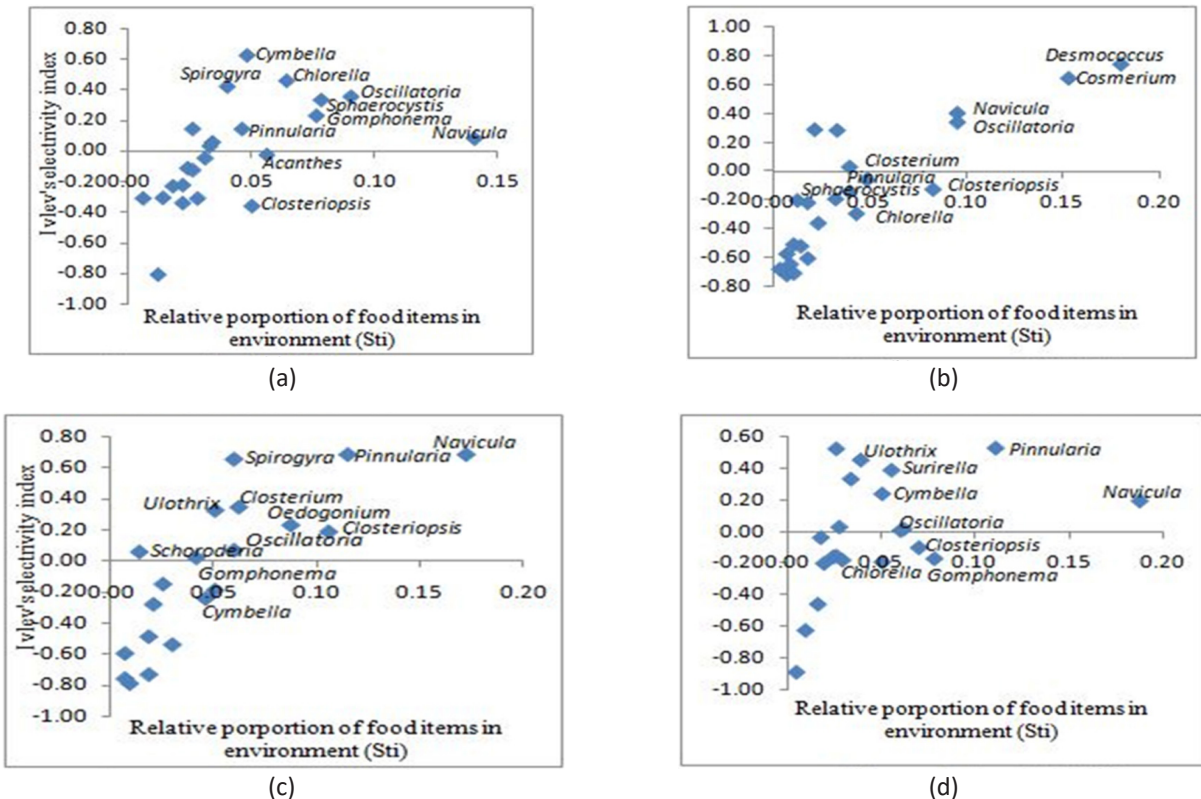 0.80
0.60
0.40
0.20
0.00
-0.20
-0.40
-0.60
-0.80
-1.00
Ivlev'selectrivity index
Cymbella
Spirogyra
Chlorella
Oscillatoria
Sphaerocystis
Gomphonema
Pinnularia
Navicula
Acanthes
Closteriopsis
0.00 0.05 0.10 0.15
Relative porportion of food items in
environment (Sti)
(a)
1.00
0.80
0.60
0.40
0.20
0.00
-0.20
-0.40
-0.60
-0.80
Desmococcus
Cosmerium
Navicula
Oscillatoria
Closterium
Pinnularia
Sphaerocystis
Closteriopsis
Chlorella
0.00 0.05 0.10 0.15 0.20
Relative porportion of food items in
environment (Sti)
(b)
0.80
0.60
0.40
0.20
0.00
-0.20
-0.40
-0.60
-0.80
-1.00
Ivlev'selectrivity index
Navicula
Spirogyra
Pinnularia
Ulothrix
Closterium
Oedogonium
Closteriopsis
Oscillatoria
Schoroderia
Gomphonema
Cymbella
0.00 0.05 0.10 0.15 0.20
Relative porportion of food items in
environment (Sti)
(c)
0.60
0.40
0.20
0.00
-0.20
-0.40
-0.60
-0.80
-1.00
Ulothrix
Pinnularia
Surirella
Cymbella
Navicula
Oscillatoria
Closteriopsis
Chlorella
Gomphonema
0.00 0.05 0.10 0.15 0.20
Relative porportion of food items in
environment (Sti)
(d)